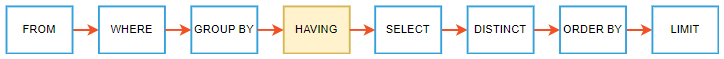 FROM WHERE GROUP BY HAVING SELECT DISTINCT ORDER BY LIMIT